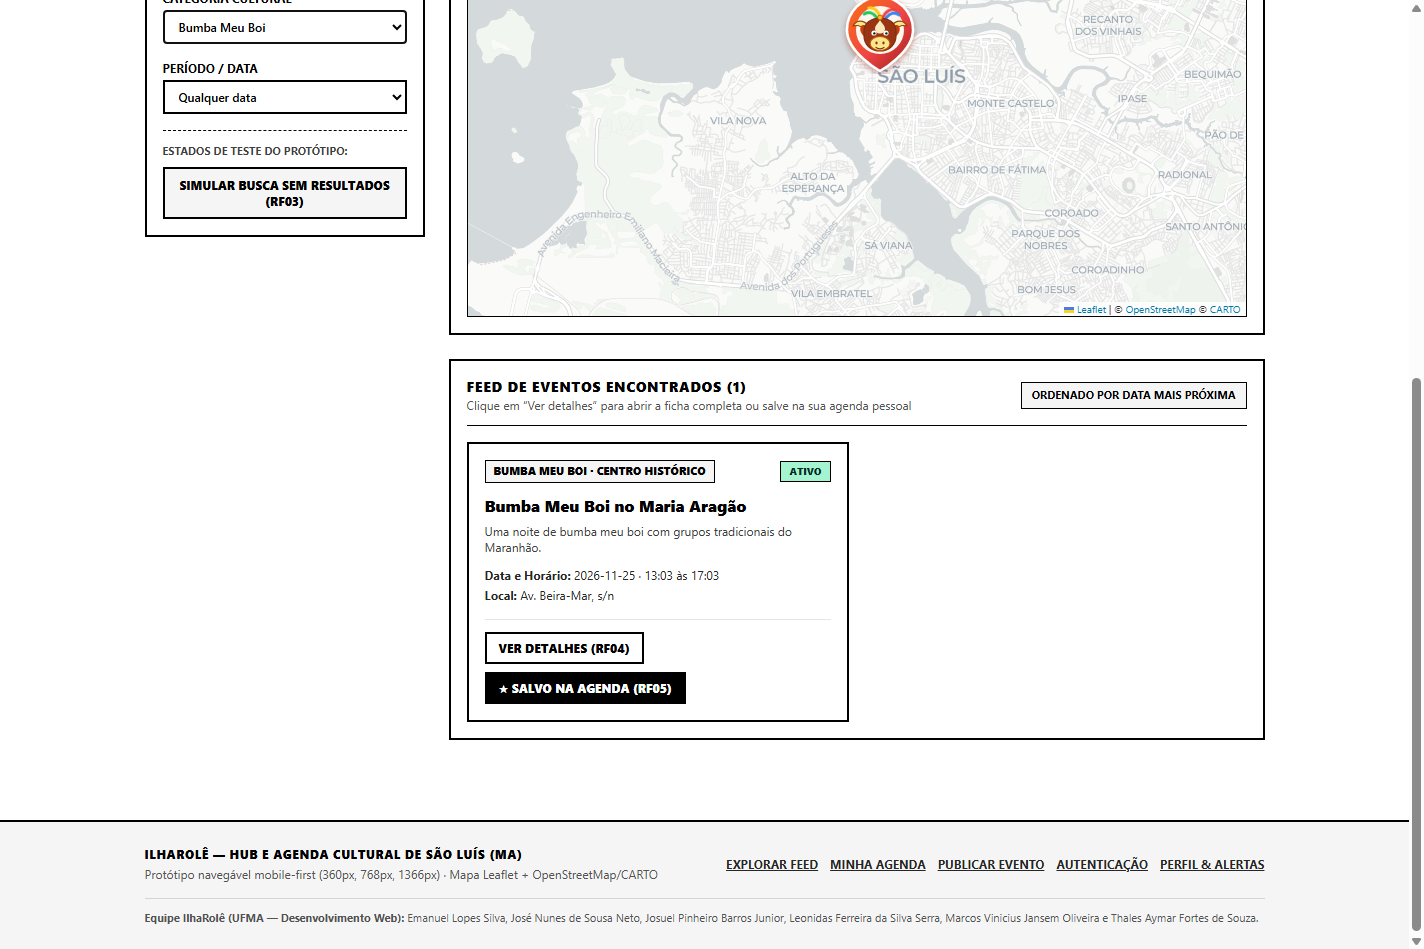 CATEGORIA CULTURAL
Bumba Meu Boi
PERÍODO / DATA
Qualquer data
ESTADOS DE TESTE DO PROTÓTIPO:
SIMULAR BUSCA SEM RESULTADOS
(RF03)
RECANTO
DOS VINHAIS
SÃO LUÍS
BEQUIMÃO
MONTE CASTELO
IPASE
VILA NOVA
PÃO DE
BAIRRO DE FÁTIMA
ALTO DA
ESPERANÇA
RADIONAL
Avenida Engenheiro Emiliano Macieira
COROADO
SANTO ANTÔNIO
PARQUE DOS
NOBRES
SÁ VIANA
Avenida dos Portugueses
COROADINHO
VILA EMBRATEL
BOM JESUS
Leaflet | © OpenStreetMap © CARTO
FEED DE EVENTOS ENCONTRADOS (1)
Clique em “Ver detalhes” para abrir a ficha completa ou salve na sua agenda pessoal
ORDENADO POR DATA MAIS PRÓXIMA
BUMBA MEU BOI · CENTRO HISTÓRICO
ATIVO
Bumba Meu Boi no Maria Aragão
Uma noite de bumba meu boi com grupos tradicionais do
Maranhão.
Data e Horário: 2026-11-25 · 13:03 às 17:03
Local: Av. Beira-Mar, s/n
VER DETALHES (RF04)
★ SALVO NA AGENDA (RF05)
ILHAROLÊ — HUB E AGENDA CULTURAL DE SÃO LUÍS (MA)
Protótipo navegável mobile-first (360px, 768px, 1366px) · Mapa Leaflet + OpenStreetMap/CARTO
EXPLORAR FEED MINHA AGENDA PUBLICAR EVENTO AUTENTICAÇÃO PERFIL & ALERTAS
Equipe IlhaRolê (UFMA — Desenvolvimento Web): Emanuel Lopes Silva, José Nunes de Sousa Neto, Josuel Pinheiro Barros Junior, Leonidas Ferreira da Silva Serra, Marcos Vinicius Jansem Oliveira e Thales Aymar Fortes de Souza.